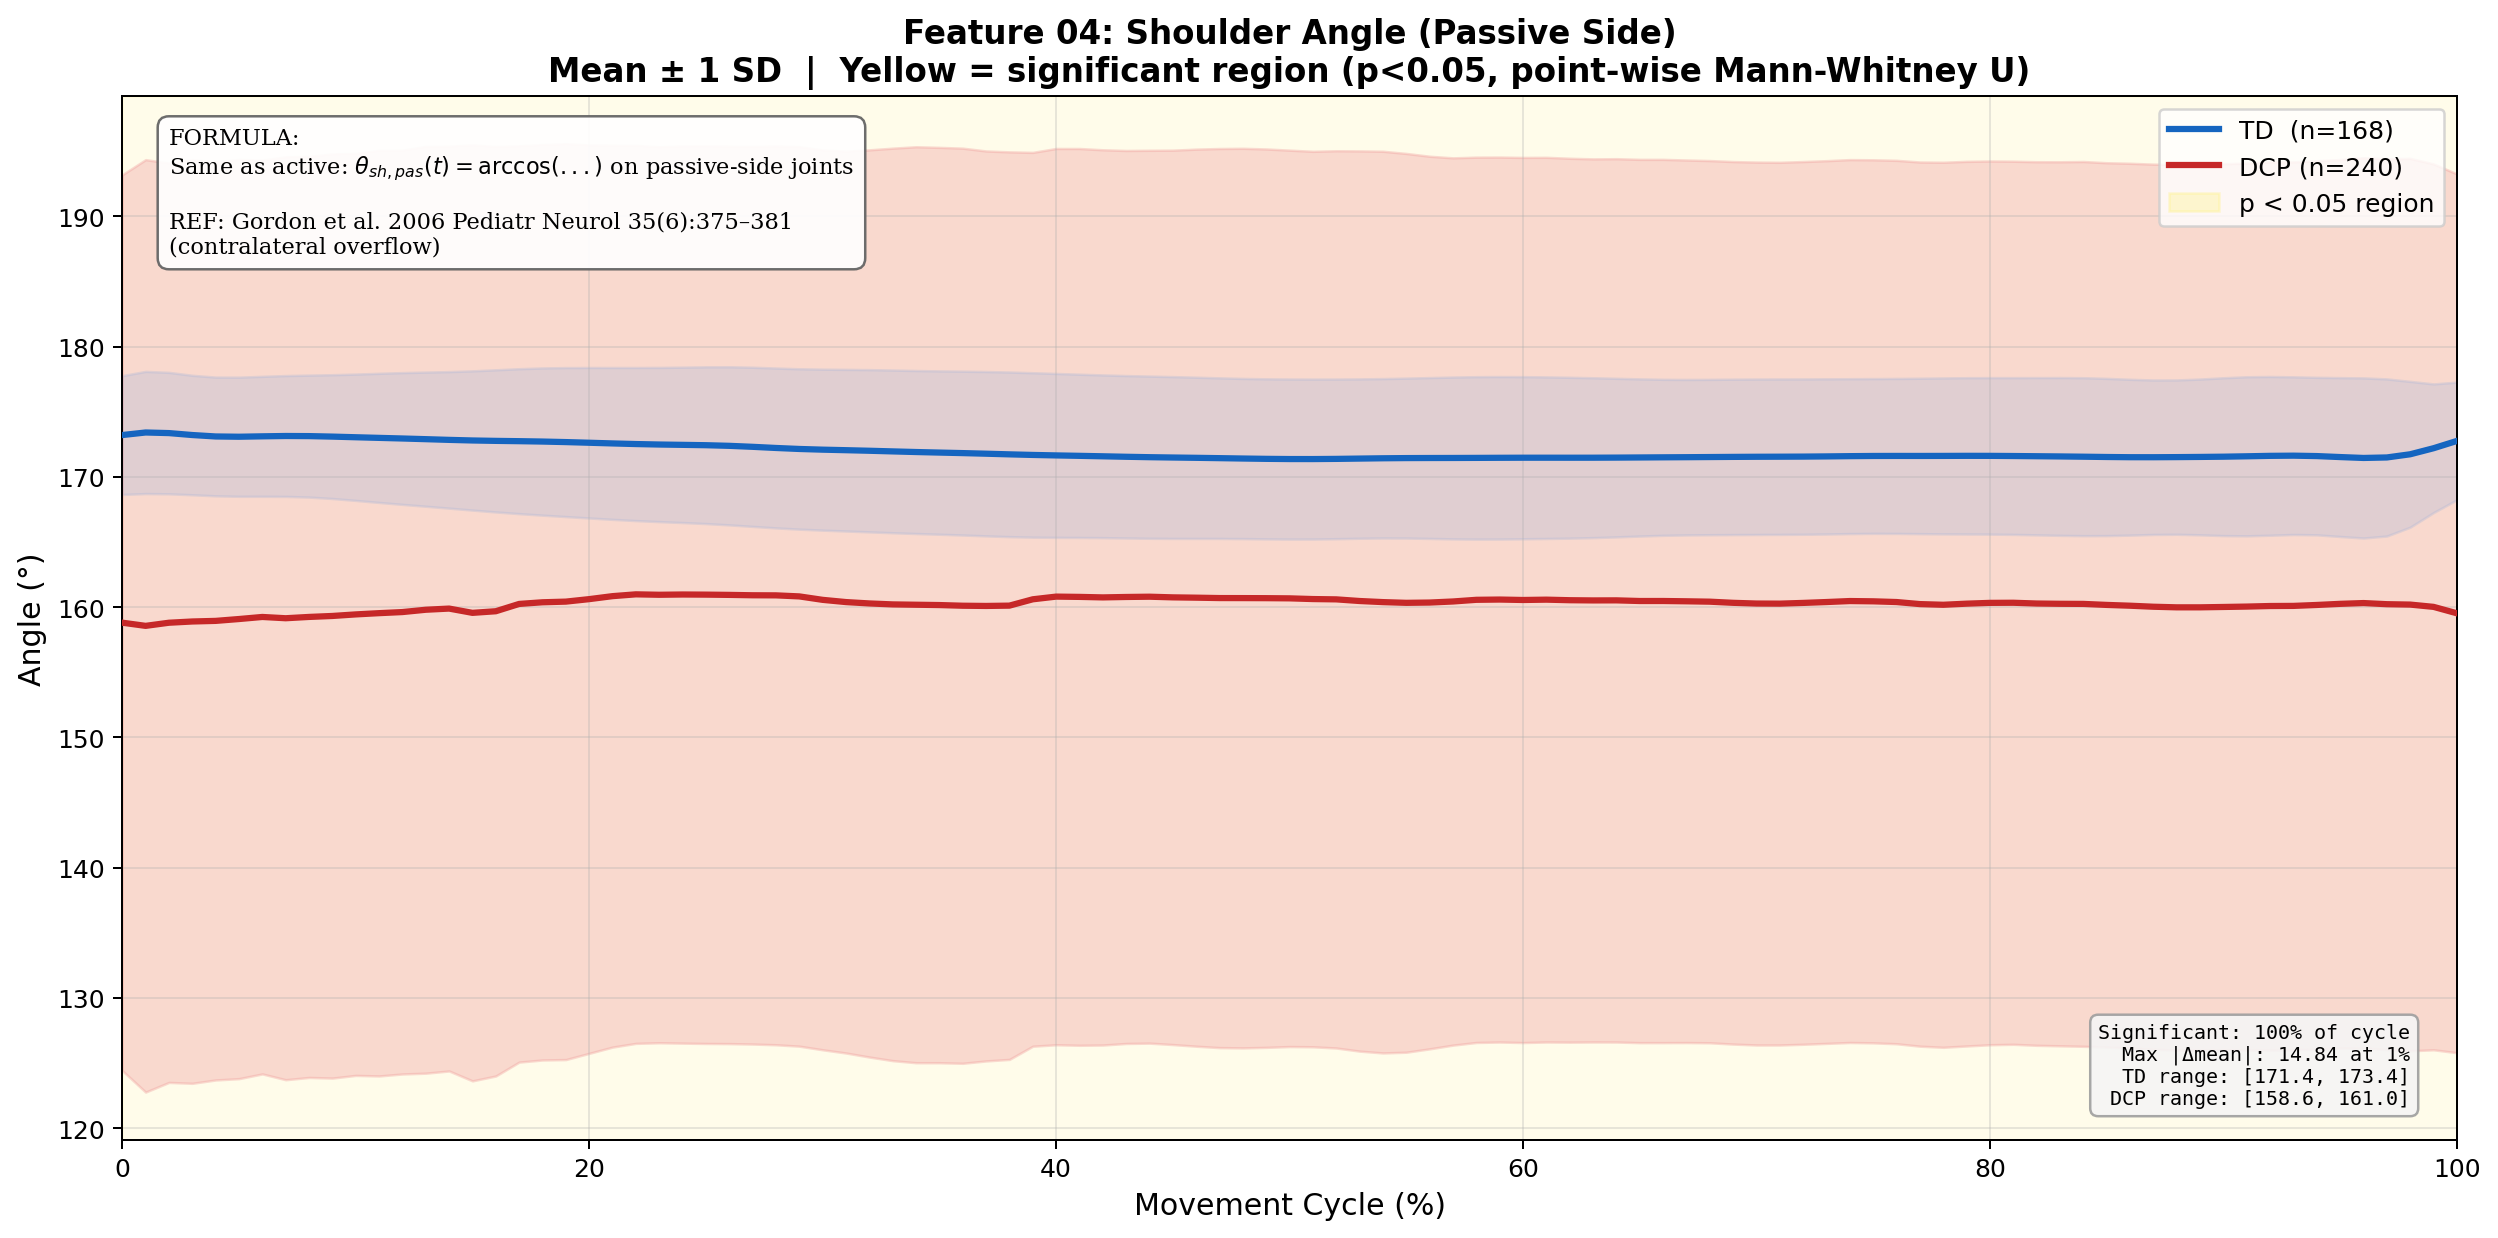 Feature 04: Shoulder Angle (Passive Side)
Mean ± 1 SD | Yellow = significant region (p<0.05, point-wise Mann-Whitney U)
FORMULA:
Same as active: θsh,pas(t) = arccos(...) on passive-side joints
REF: Gordon et al. 2006 Pediatr Neurol 35(6):375–381
(contralateral overflow)
TD (n=168)
DCP (n=240)
p < 0.05 region
Angle (°)
190
180
170
160
150
140
130
120
Significant: 100% of cycle
Max |Δmean|: 14.84 at 1%
TD range: [171.4, 173.4]
DCP range: [158.6, 161.0]
0 20 40 60 80 100
Movement Cycle (%)